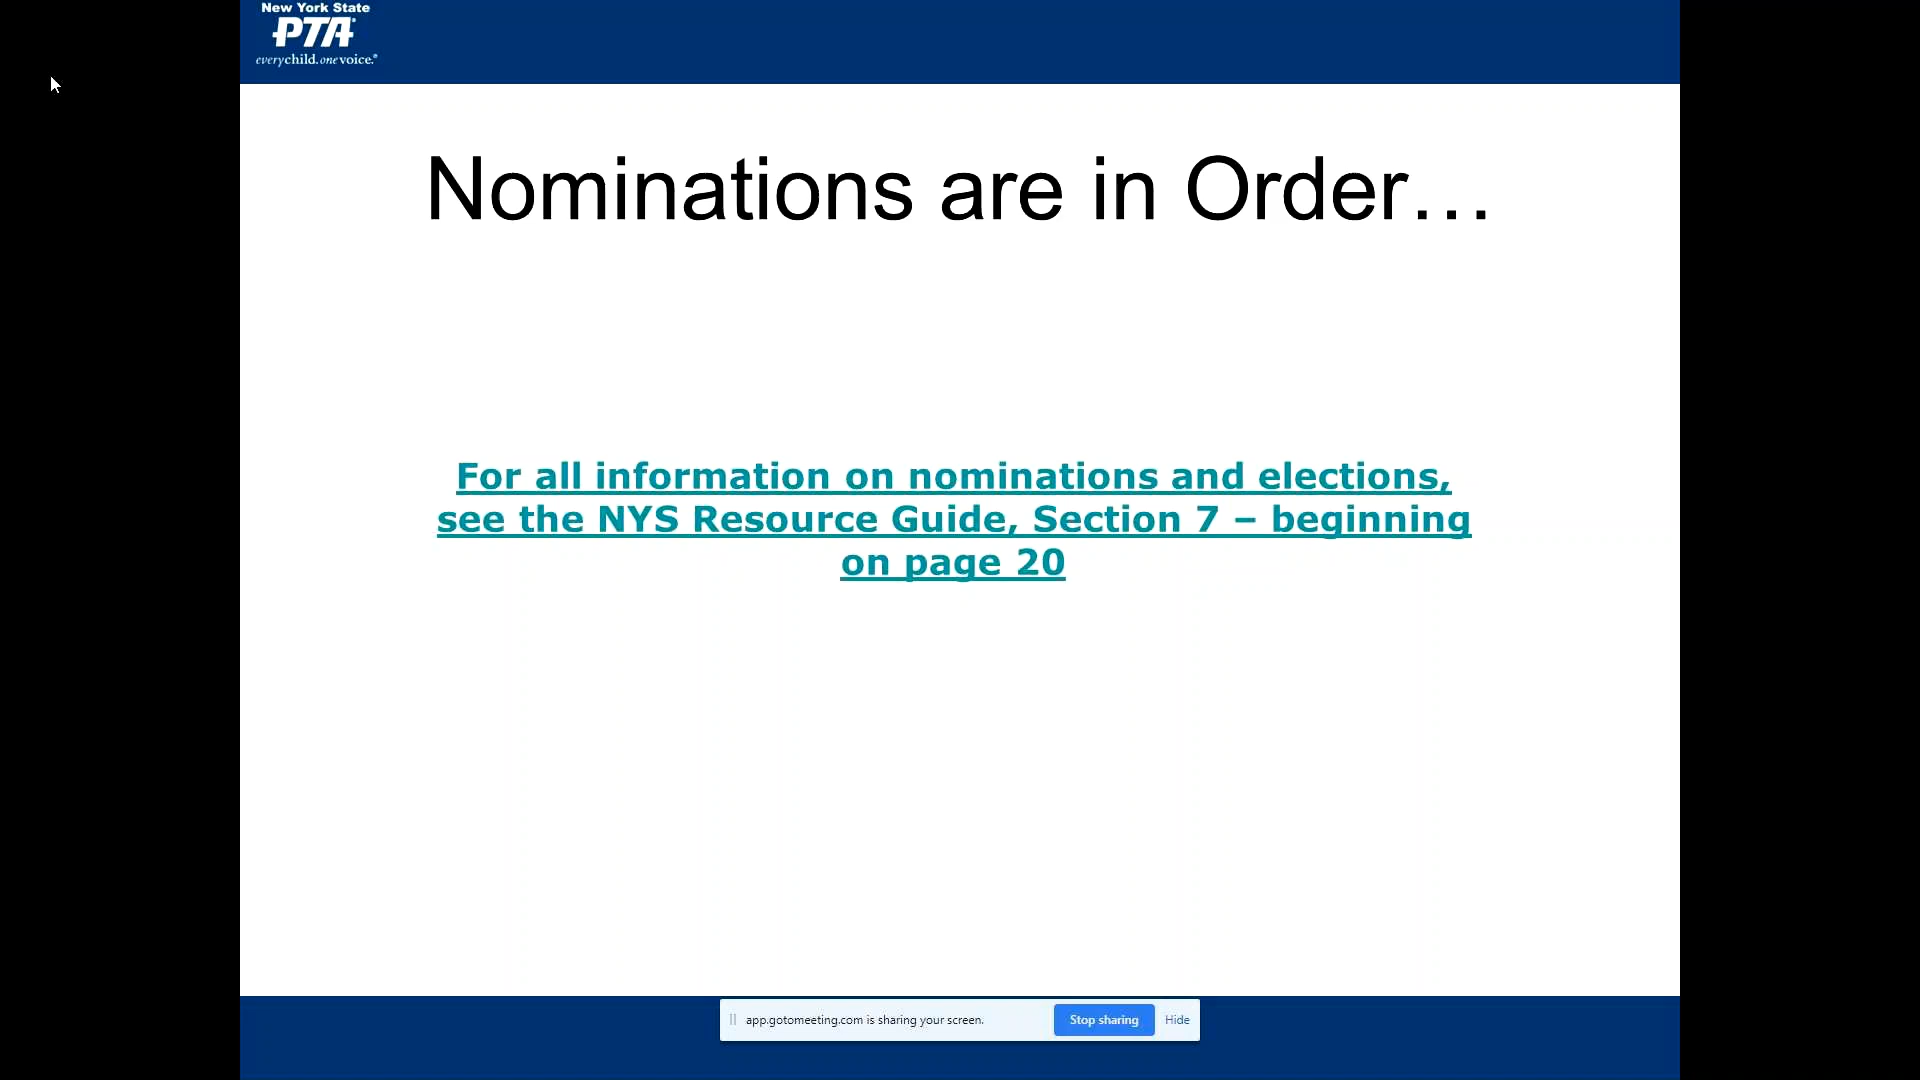 New York State
PTA®
everychild.onevoice.®
Nominations are in Order…
For all information on nominations and elections,
see the NYS Resource Guide, Section 7 – beginning
on page 20
app.gotomeeting.com is sharing your screen. Stop sharing Hide